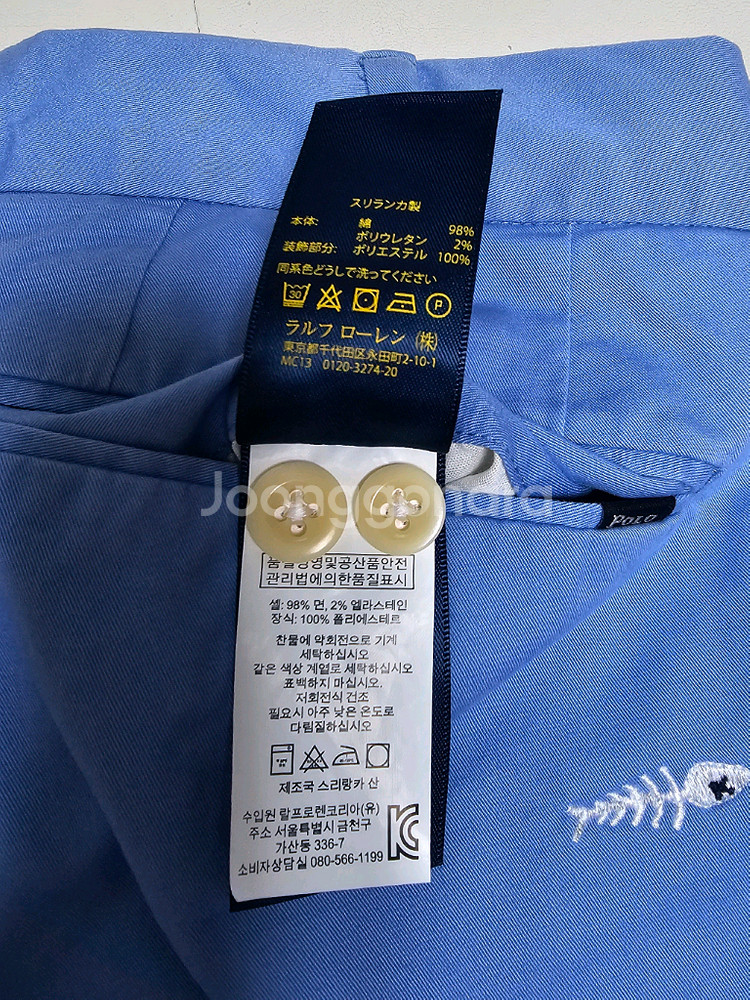 スリランカ製
本体: 綿 98%
ポリウレタン 2%
装飾部分: ポリエステル 100%
同系色どうしで洗ってください
30 P
ラルフ ローレン (株)
東京都千代田区永田町2-10-1
MC13 0120-3274-20
Joonggonara
POLO
품질경영및공산품안전
관리법에의한품질표시
셀: 98% 면, 2% 엘라스테인
장식: 100% 폴리에스테르
찬물에 약회전으로 기계
세탁하십시오
같은 색상 계열로 세탁하십시오
표백하지 마십시오.
저회전식 건조
필요시 아주 낮은 온도로
다림질하십시오
제조국 스리랑카 산
수입원 랄프로렌코리아(유)
주소 서울특별시 금천구
가산동 336-7
소비자상담실 080-566-1199